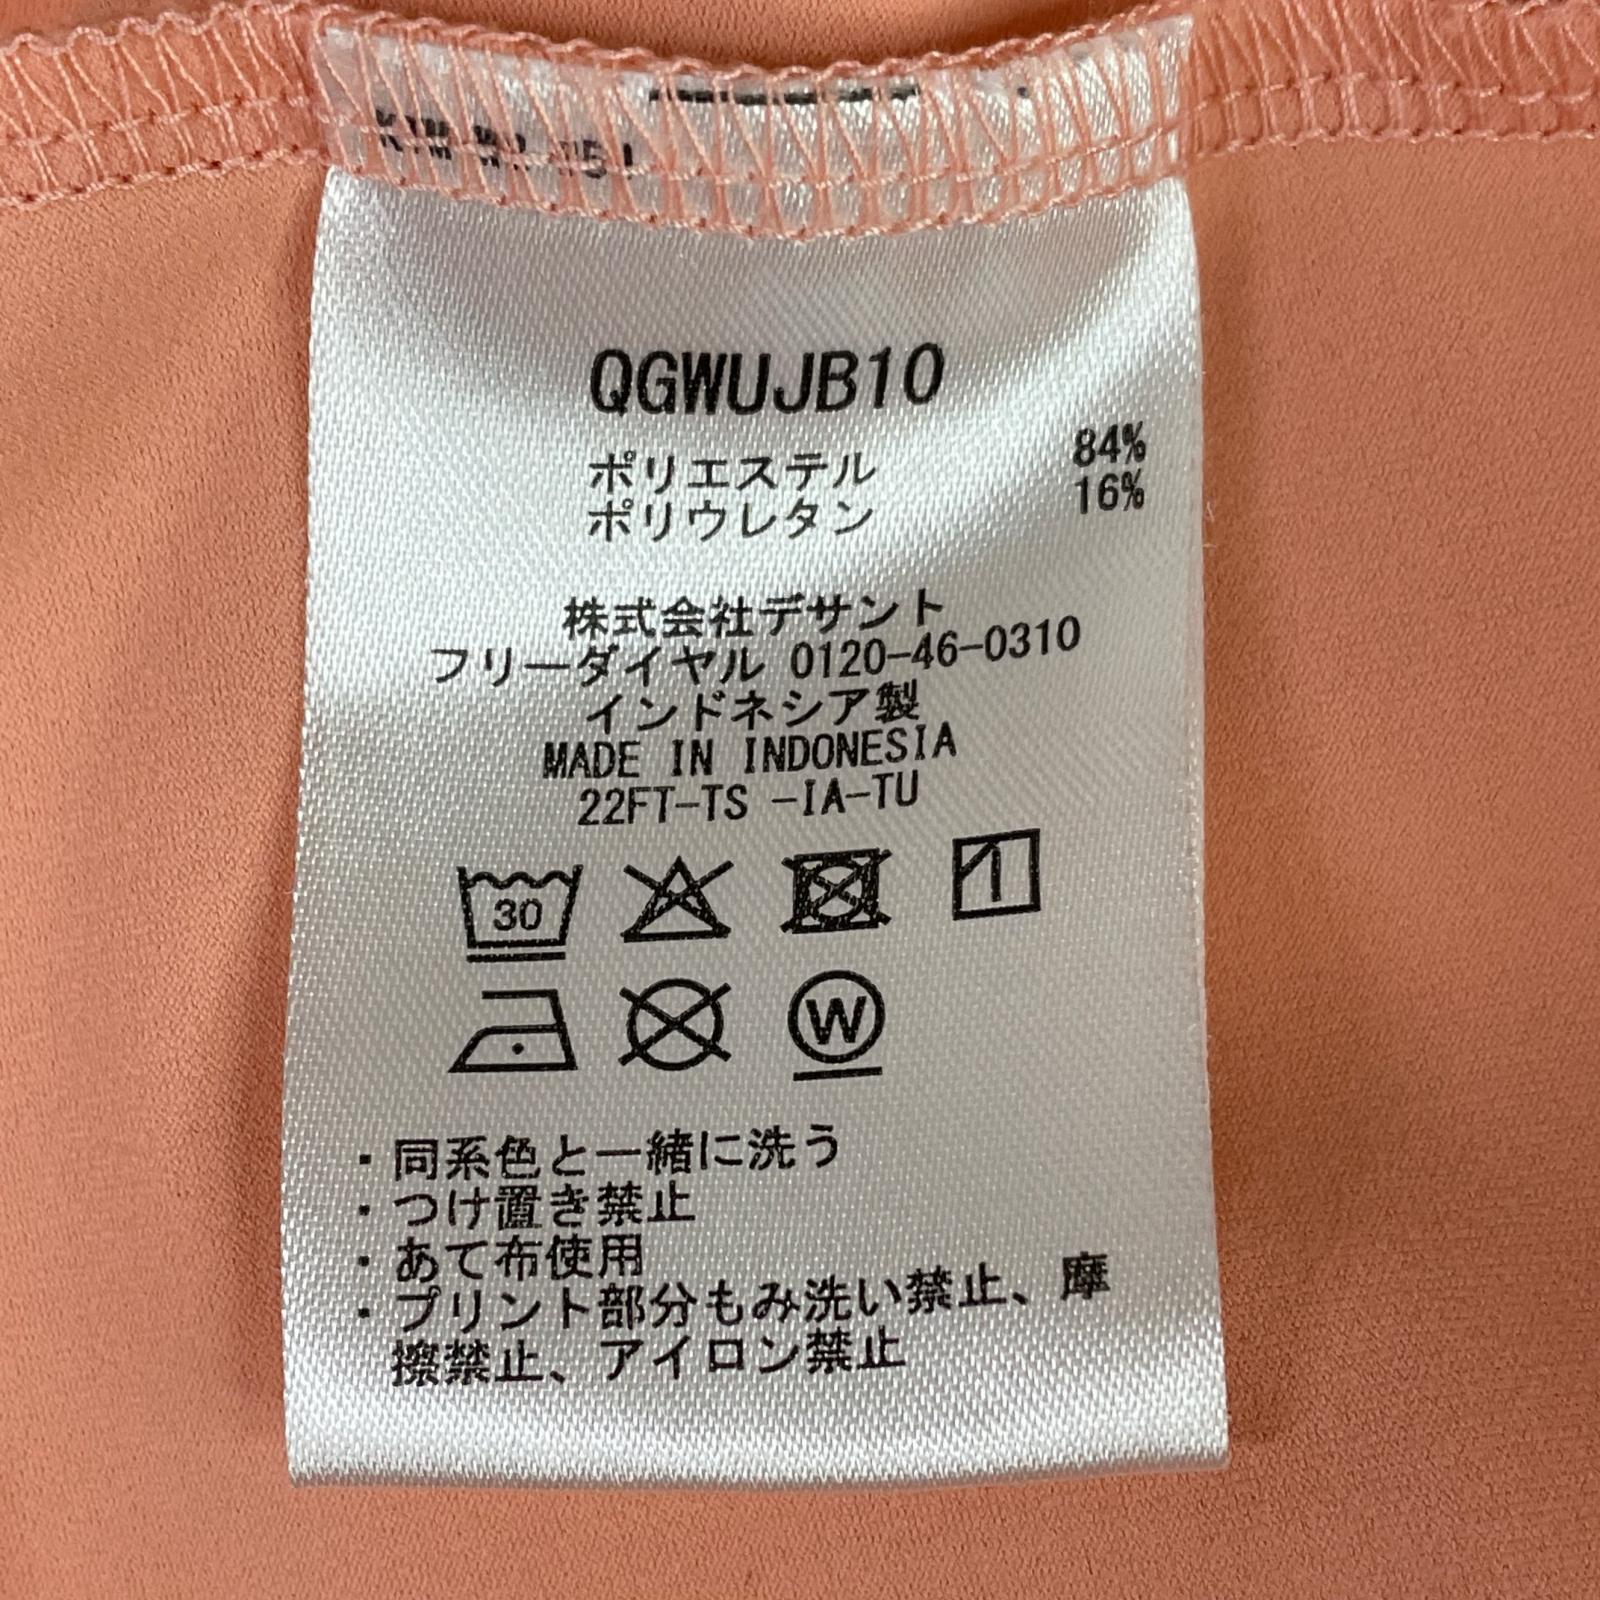 QGWUJB10
ポリエステル 84%
ポリウレタン 16%
株式会社デサント
フリーダイヤル 0120-46-0310
インドネシア製
MADE IN INDONESIA
22FT-TS -IA-TU
30
W
・同系色と一緒に洗う
・つけ置き禁止
・あて布使用
・プリント部分もみ洗い禁止、摩
擦禁止、アイロン禁止